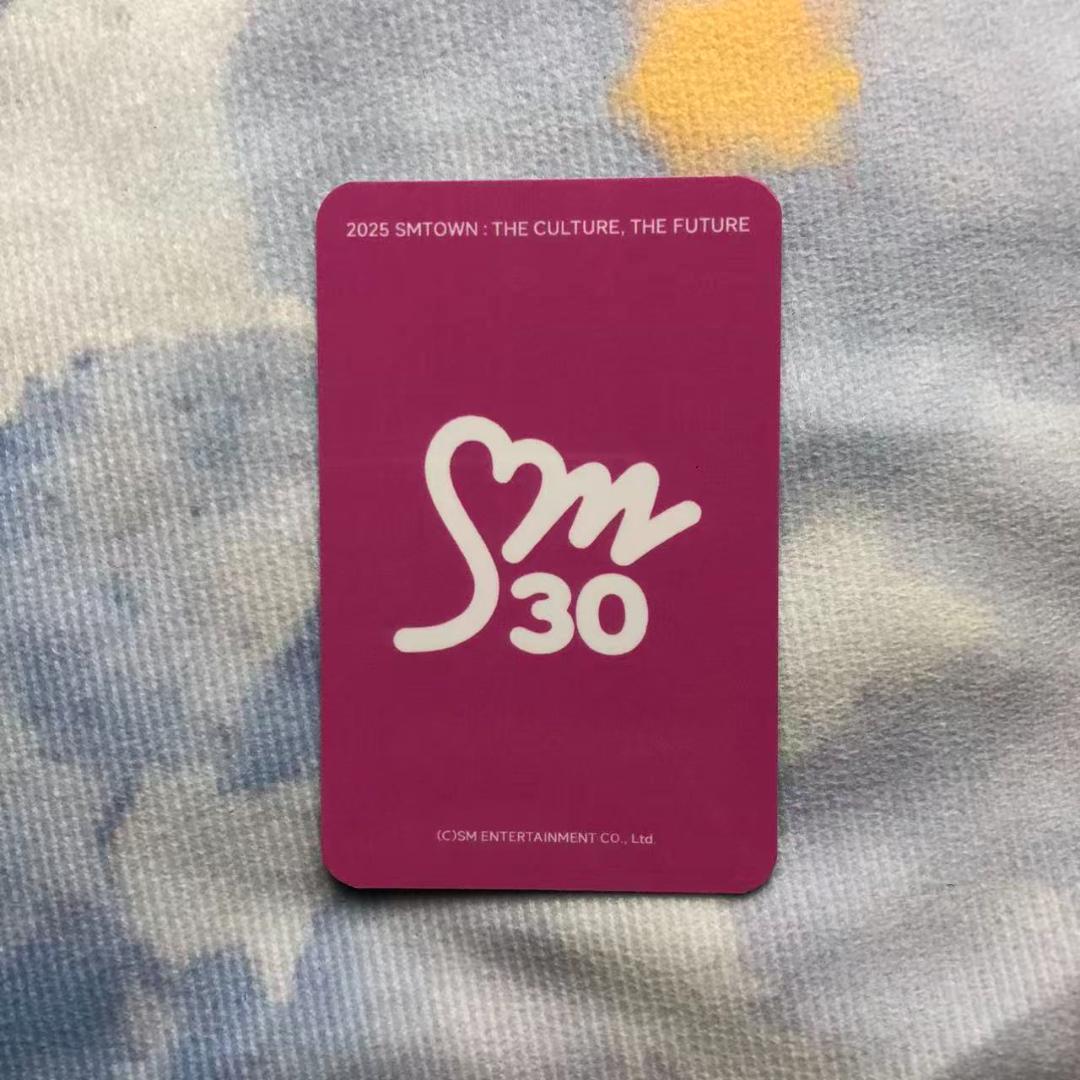 2025 SMTOWN : THE CULTURE, THE FUTURE
Sm
30
(C)SM ENTERTAINMENT CO., Ltd.